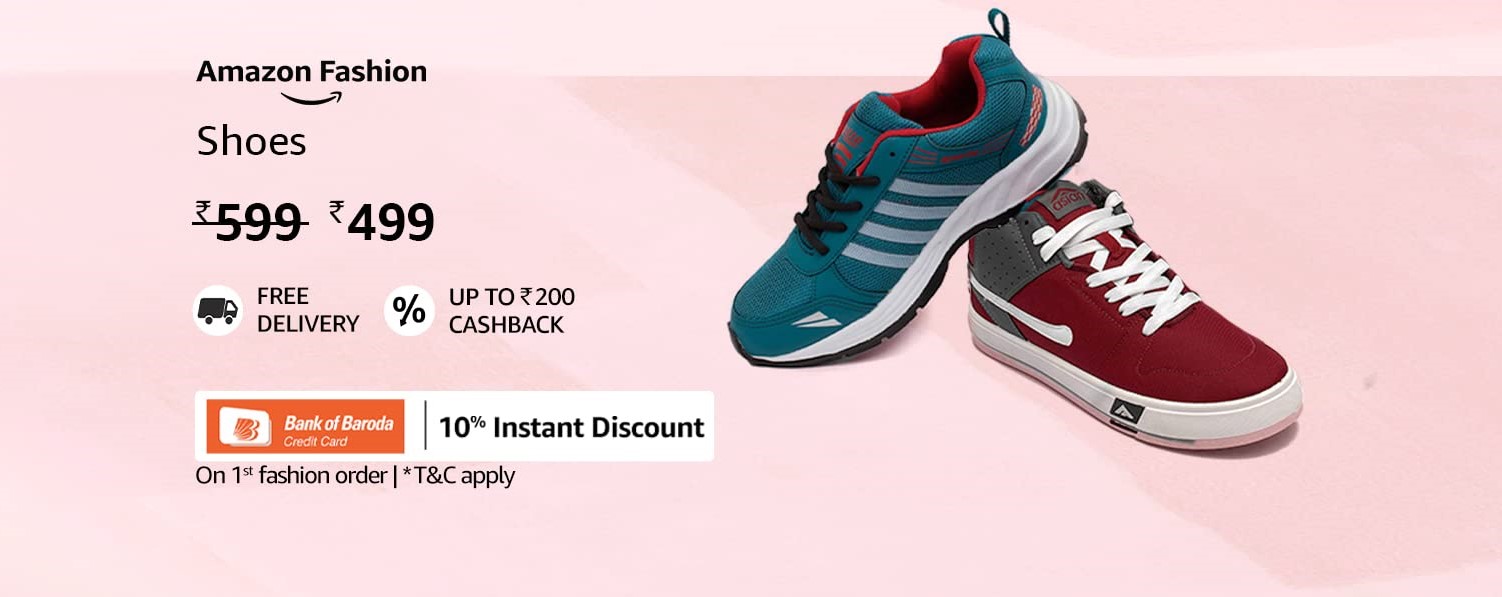 Amazon Fashion
Shoes
₹599 ₹499
FREE
DELIVERY
UP TO ₹200
CASHBACK
Bank of Baroda
Credit Card
10% Instant Discount
On 1st fashion order | *T&C apply
asian